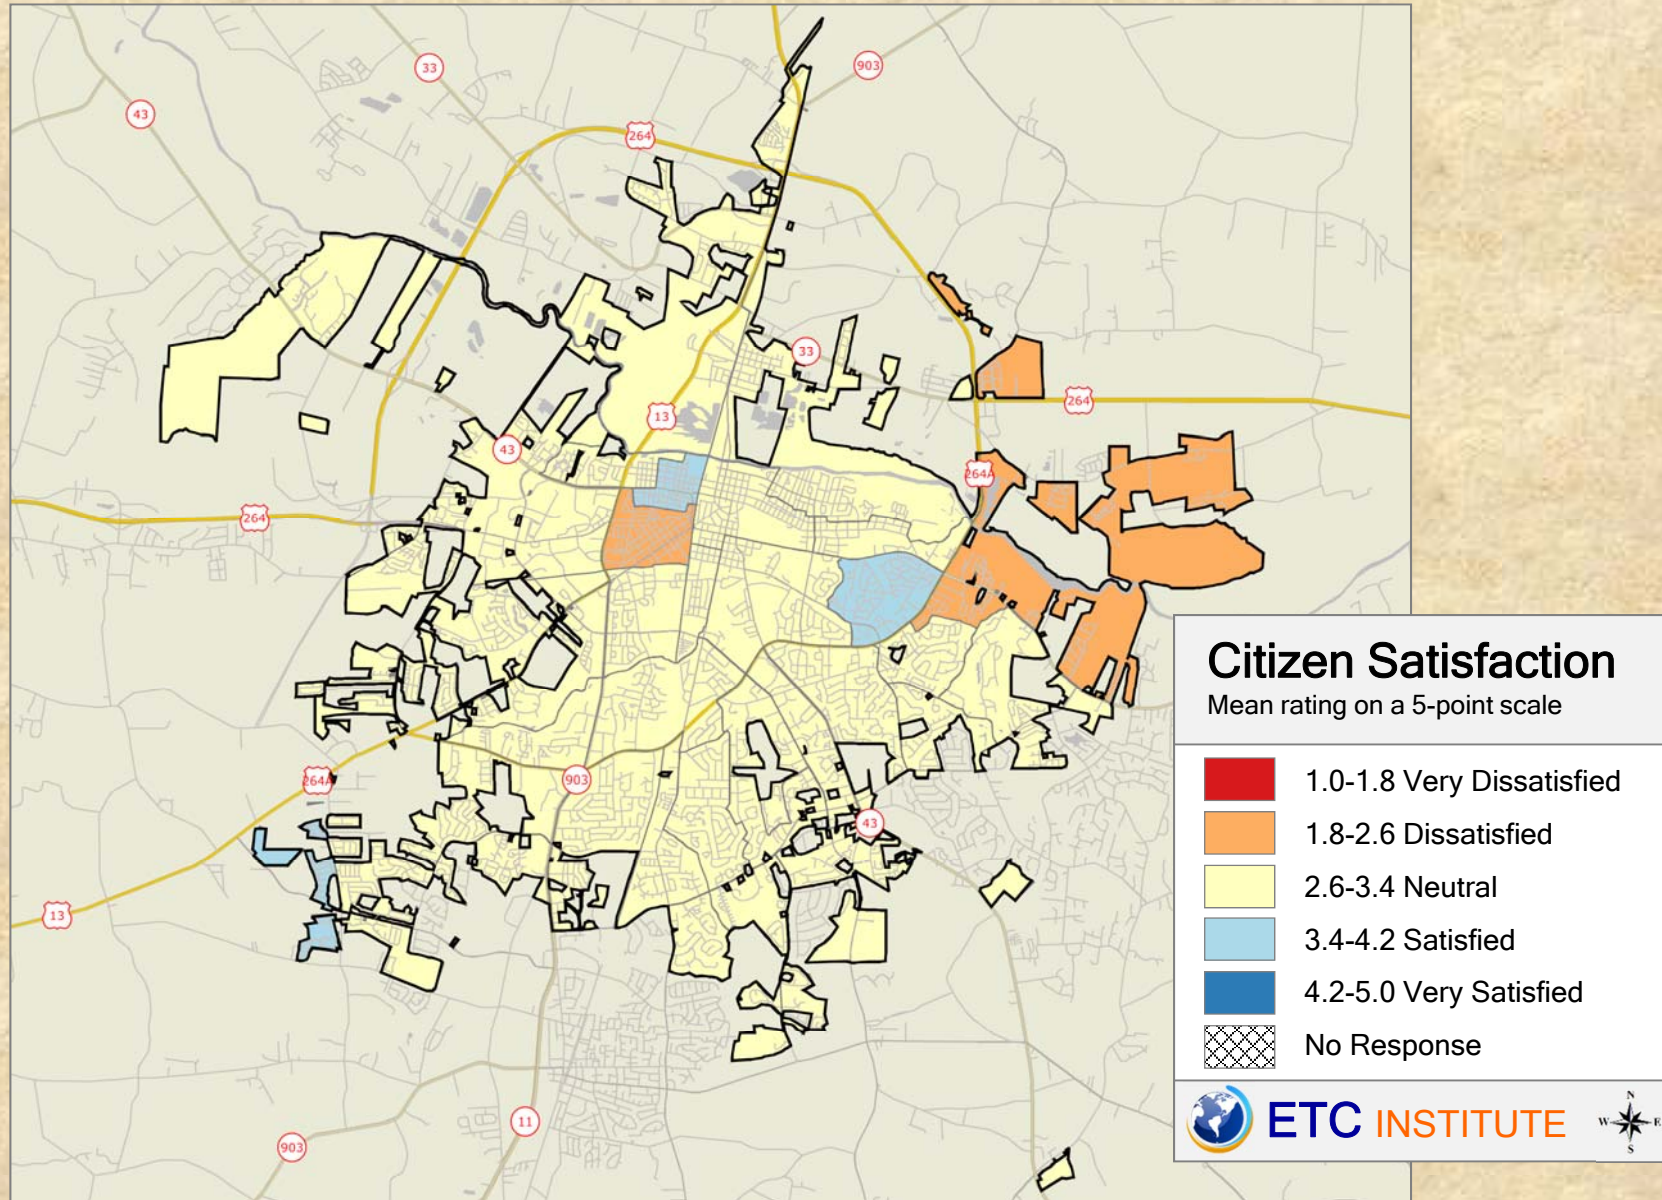 33
903
43
264
33
264
13
43
264A
264
903
264A
43
13
11
903
Citizen Satisfaction
Mean rating on a 5-point scale
1.0-1.8 Very Dissatisfied
1.8-2.6 Dissatisfied
2.6-3.4 Neutral
3.4-4.2 Satisfied
4.2-5.0 Very Satisfied
No Response
ETC INSTITUTE
N
W E
S